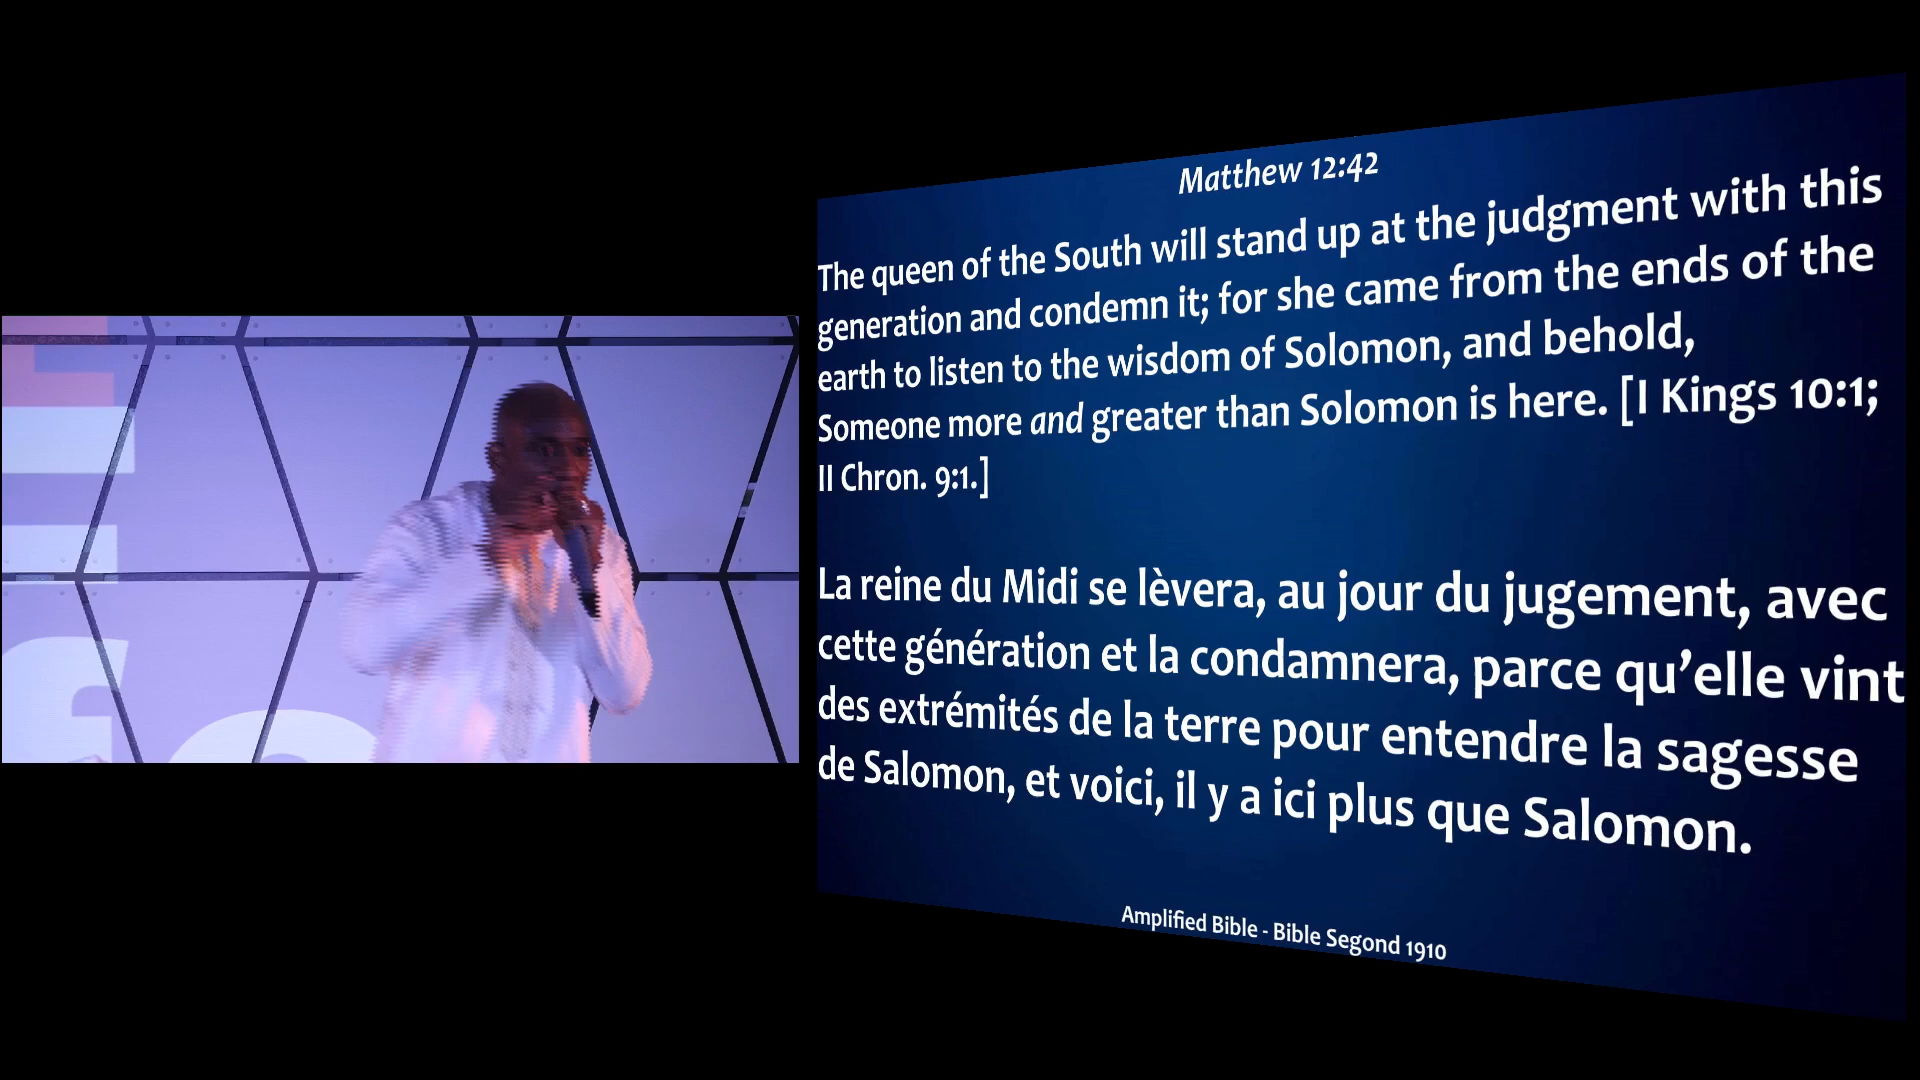 Matthew 12:42
The queen of the South will stand up at the judgment with this
generation and condemn it; for she came from the ends of the
earth to listen to the wisdom of Solomon, and behold,
Someone more and greater than Solomon is here. [I Kings 10:1;
II Chron. 9:1.]
La reine du Midi se lèvera, au jour du jugement, avec
cette génération et la condamnera, parce qu’elle vint
des extrémités de la terre pour entendre la sagesse
de Salomon, et voici, il y a ici plus que Salomon.
Amplified Bible - Bible Segond 1910